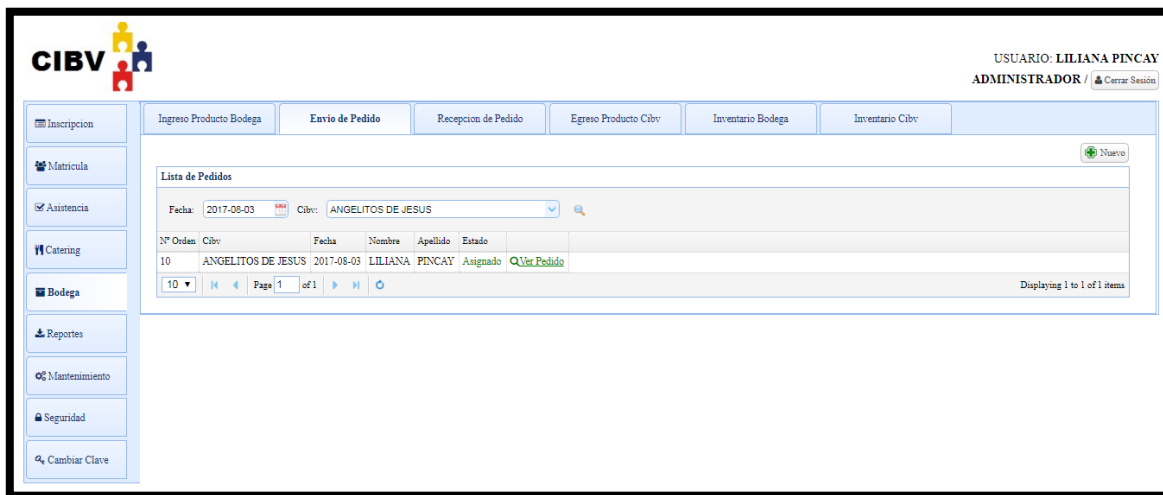 CIBV
USUARIO: LILIANA PINCAY
ADMINISTRADOR / Cerrar Sesión
Inscripcion
Matricula
Asistencia
Catering
Bodega
Reportes
Mantenimiento
Seguridad
Cambiar Clave
Ingreso Producto Bodega Envio de Pedido Recepcion de Pedido Egreso Producto Cibv Inventario Bodega Inventario Cibv
Nuevo
Lista de Pedidos
Fecha: 2017-08-03 Cibv: ANGELITOS DE JESUS
Nº Orden Cibv Fecha Nombre Apellido Estado
10 ANGELITOS DE JESUS 2017-08-03 LILIANA PINCAY Asignado Ver Pedido
10 Page 1 of 1 Displaying 1 to 1 of 1 items